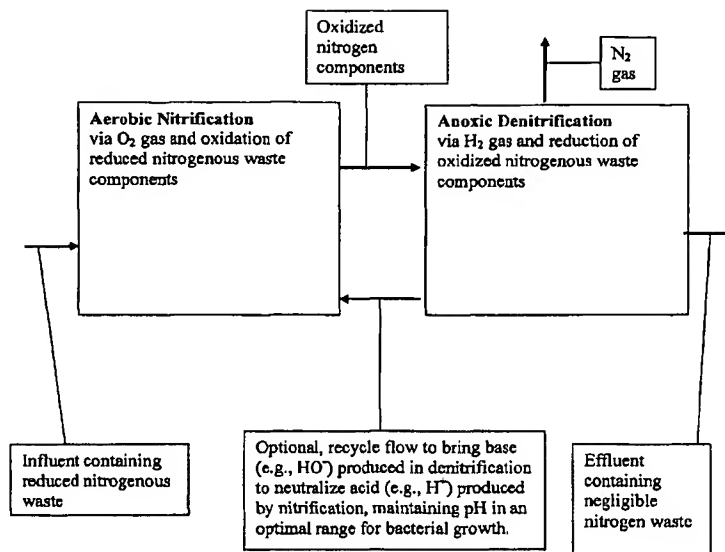 Oxidized
nitrogen
components
N₂
gas
Aerobic Nitrification
via O₂ gas and oxidation of
reduced nitrogenous waste
components
Anoxic Denitrification
via H₂ gas and reduction of
oxidized nitrogenous waste
components
Influent containing
reduced nitrogenous
waste
Optional, recycle flow to bring base
(e.g., HO⁻) produced in denitrification
to neutralize acid (e.g., H⁺) produced
by nitrification, maintaining pH in an
optimal range for bacterial growth.
Effluent
containing
negligible
nitrogen waste